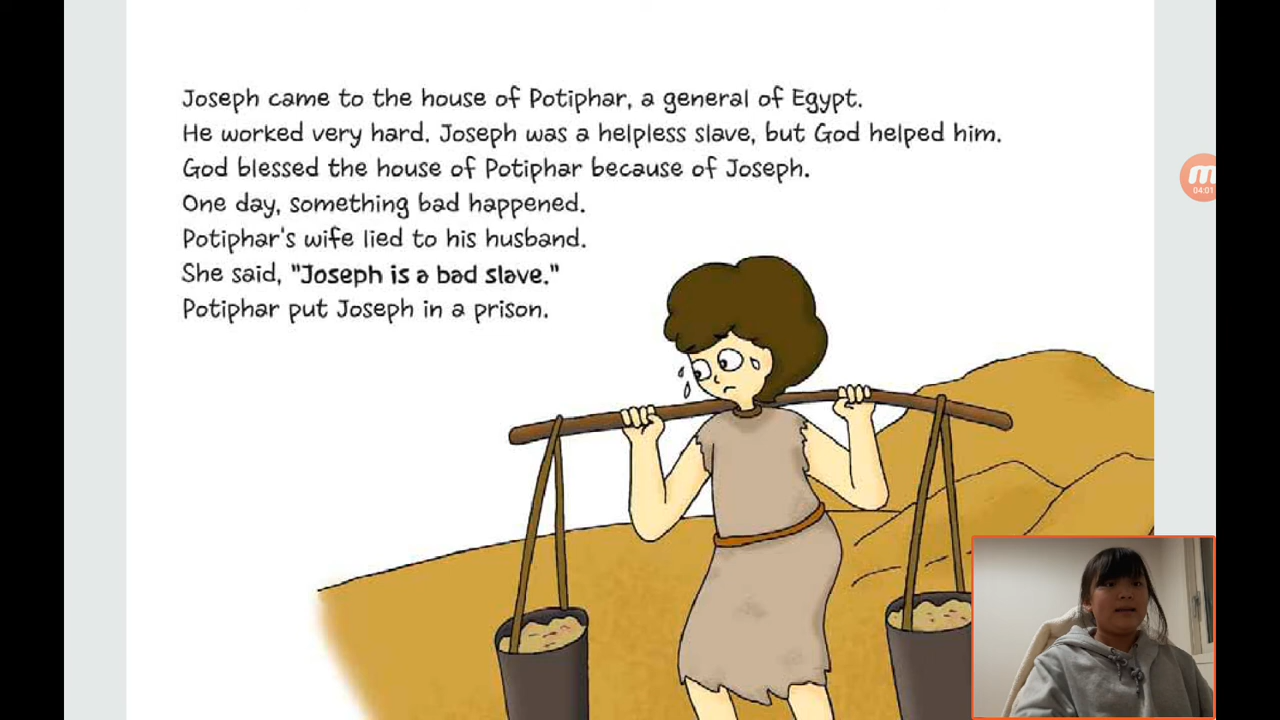 Joseph came to the house of Potiphar, a general of Egypt.
He worked very hard. Joseph was a helpless slave, but God helped him.
God blessed the house of Potiphar because of Joseph.
One day, something bad happened.
Potiphar's wife lied to his husband.
She said, "Joseph is a bad slave."
Potiphar put Joseph in a prison.
04:01